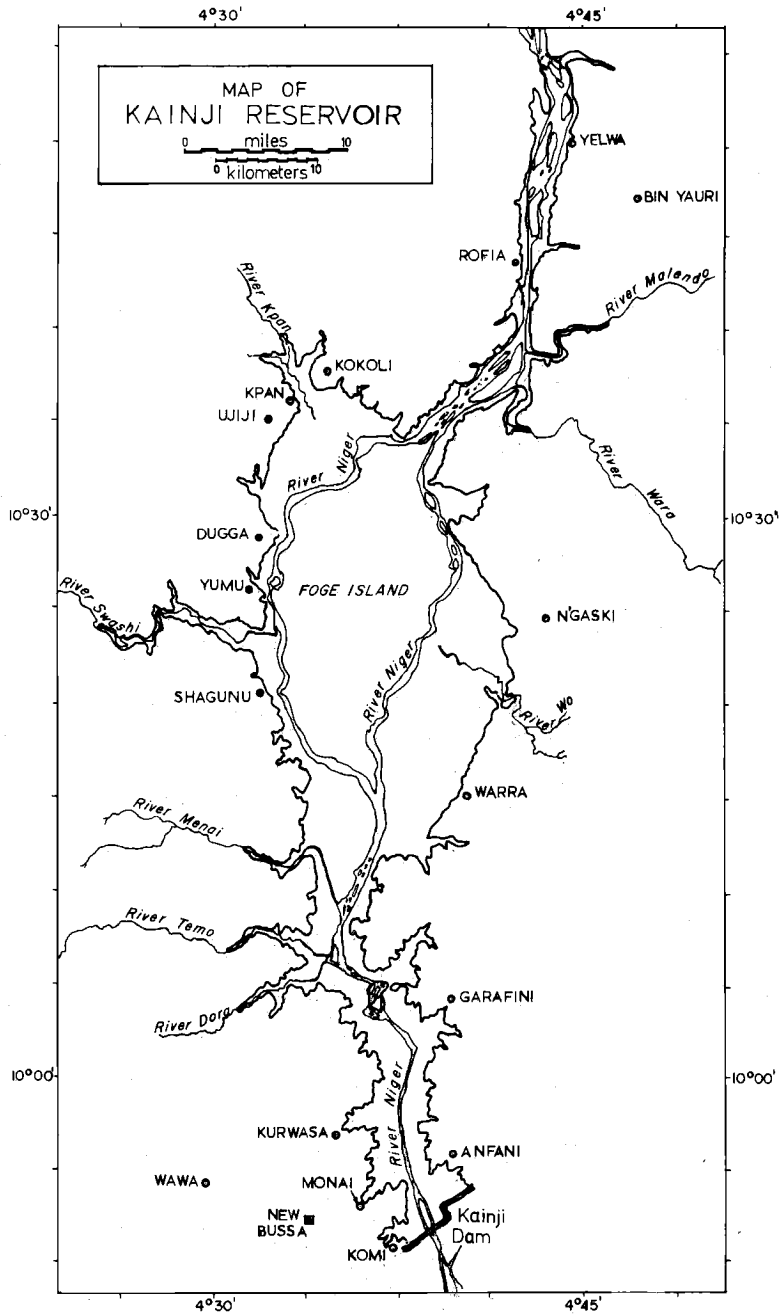 4°30'
4°45'
MAP OF
KAINJI RESERVOIR
0 miles 10
0 kilometers 10
YELWA
BIN YAURI
ROFIA
River Malendo
River Kpan
KOKOLI
KPAN
UJIJI
River Niger
River Wara
10°30'
10°30'
DUGGA
YUMU
FOGE ISLAND
River Swashi
N'GASKI
River Niger
SHAGUNU
River Wo
WARRA
River Menai
River Temo
GARAFINI
River Doro
10°00'
10°00'
River Niger
KURWASA
ANFANI
WAWA
MONAI
NEW
BUSSA
Kainji
Dam
KOMI
4°30'
4°45'